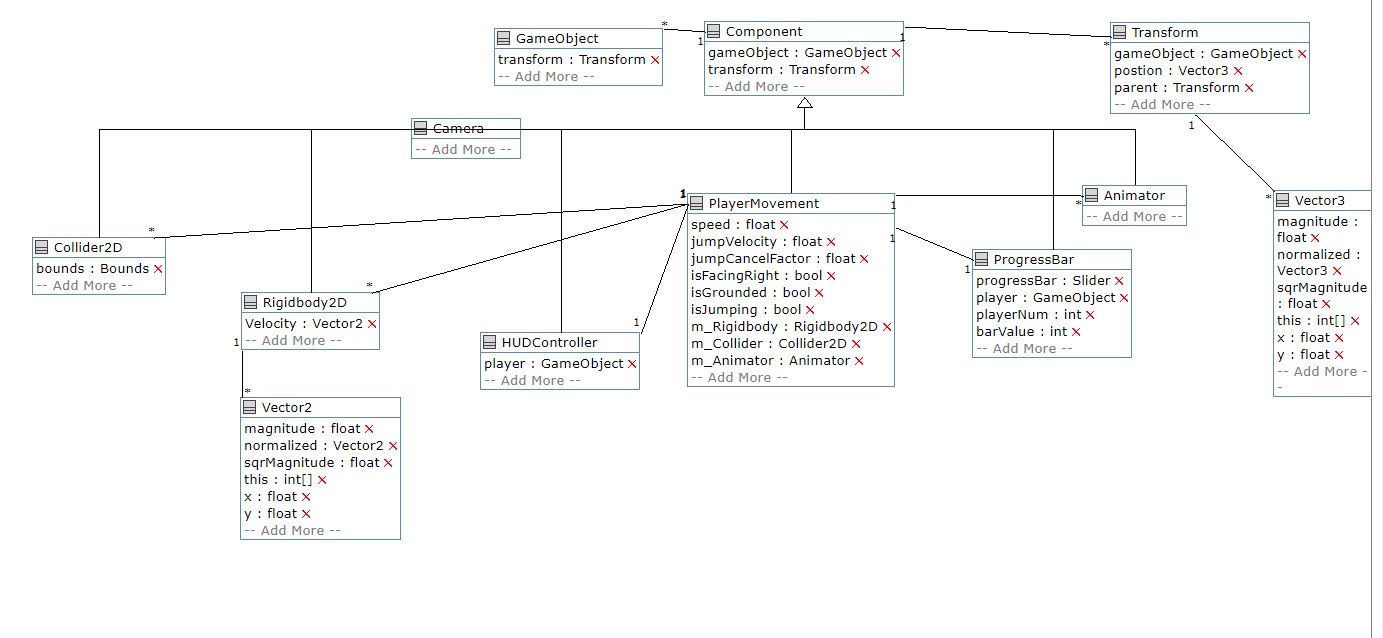 GameObject
transform : Transform
-- Add More --
*
1
Component
gameObject : GameObject
transform : Transform
-- Add More --
1
*
Transform
gameObject : GameObject
postion : Vector3
parent : Transform
-- Add More --
1
*
Camera
-- Add More --
Collider2D
bounds : Bounds
-- Add More --
*
Rigidbody2D
Velocity : Vector2
-- Add More --
*
1
*
Vector2
magnitude : float
normalized : Vector2
sqrMagnitude : float
this : int[]
x : float
y : float
-- Add More --
HUDController
player : GameObject
-- Add More --
1
1
PlayerMovement
speed : float
jumpVelocity : float
jumpCancelFactor : float
isFacingRight : bool
isGrounded : bool
isJumping : bool
m_Rigidbody : Rigidbody2D
m_Collider : Collider2D
m_Animator : Animator
-- Add More --
1
*
1
1
Animator
-- Add More --
ProgressBar
progressBar : Slider
player : GameObject
playerNum : int
barValue : int
-- Add More --
Vector3
magnitude :
float
normalized :
Vector3
sqrMagnitude
: float
this : int[]
x : float
y : float
-- Add More -
-